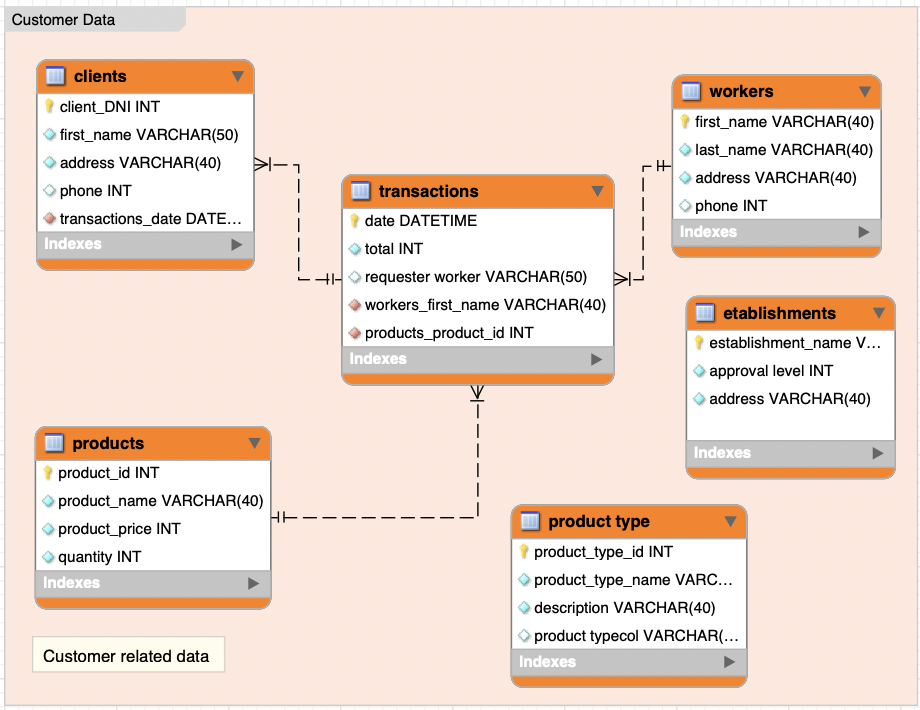 Customer Data
clients
client_DNI INT
first_name VARCHAR(50)
address VARCHAR(40)
phone INT
transactions_date DATE...
Indexes
transactions
date DATETIME
total INT
requester worker VARCHAR(50)
workers_first_name VARCHAR(40)
products_product_id INT
Indexes
workers
first_name VARCHAR(40)
last_name VARCHAR(40)
address VARCHAR(40)
phone INT
Indexes
etablishments
establishment_name V...
approval level INT
address VARCHAR(40)
Indexes
products
product_id INT
product_name VARCHAR(40)
product_price INT
quantity INT
Indexes
product type
product_type_id INT
product_type_name VARC...
description VARCHAR(40)
product typecol VARCHAR(...
Indexes
Customer related data